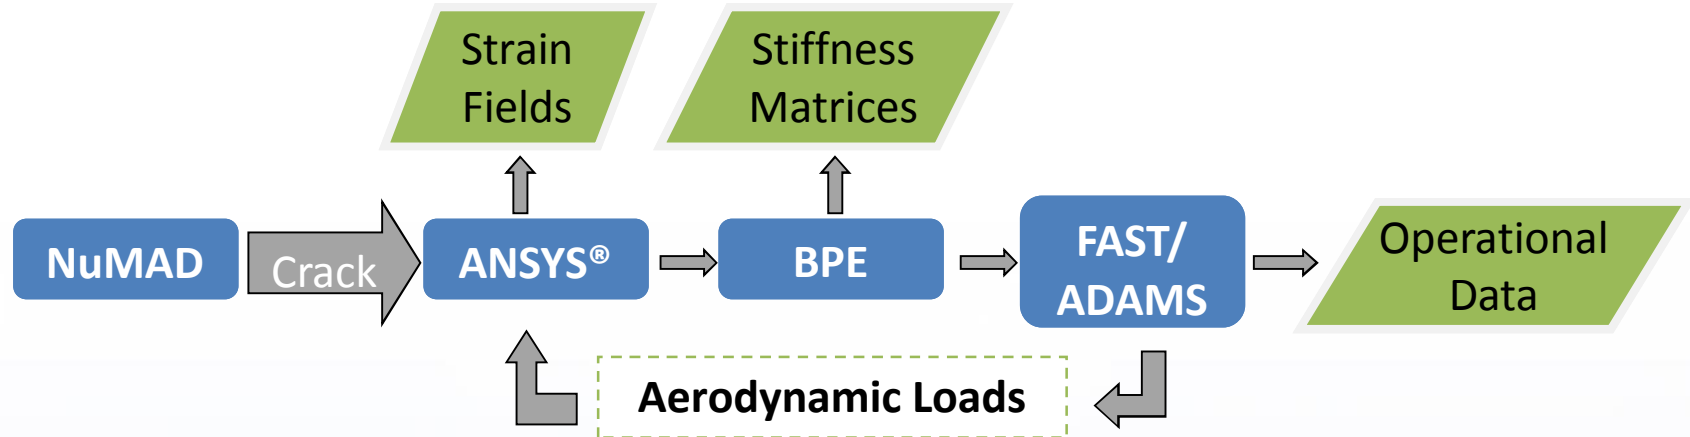 Strain
Fields
Stiffness
Matrices
NuMAD
Crack
ANSYS®
BPE
FAST/
ADAMS
Operational
Data
Aerodynamic Loads